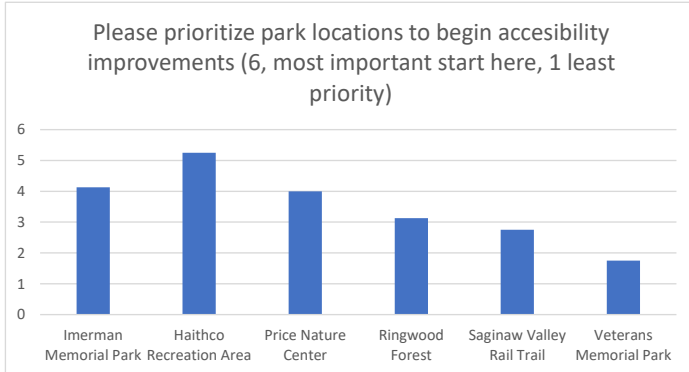 Please prioritize park locations to begin accesibility
improvements (6, most important start here, 1 least
priority)
6
5
4
3
2
1
0
Imerman
Memorial Park
Haithco
Recreation Area
Price Nature
Center
Ringwood
Forest
Saginaw Valley
Rail Trail
Veterans
Memorial Park